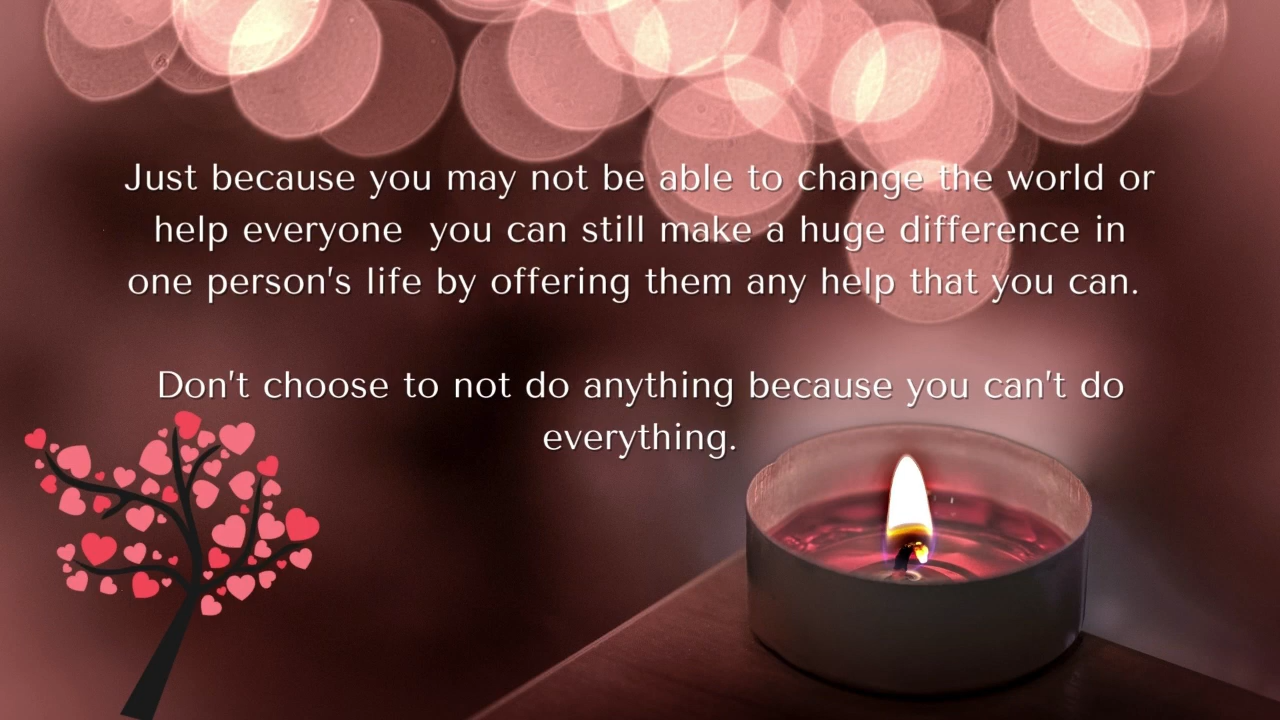 Just because you may not be able to change the world or
help everyone  you can still make a huge difference in
one person's life by offering them any help that you can.
Don't choose to not do anything because you can't do
everything.